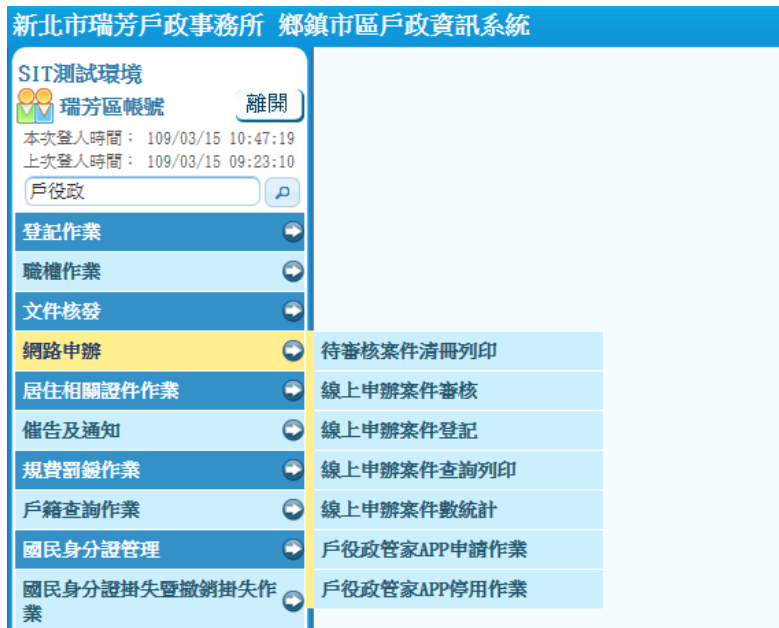 新北市瑞芳戶政事務所 鄉鎮市區戶政資訊系統
SIT測試環境
瑞芳區帳號 離開
本次登入時間： 109/03/15 10:47:19
上次登入時間： 109/03/15 09:23:10
戶役政
登記作業
職權作業
文件核發
網路申辦
待審核案件清冊列印
居住相關證件作業
線上申辦案件審核
催告及通知
線上申辦案件登記
規費罰鍰作業
線上申辦案件查詢列印
戶籍查詢作業
線上申辦案件數統計
國民身分證管理
戶役政管家APP申請作業
國民身分證掛失暨撤銷掛失作
業
戶役政管家APP停用作業